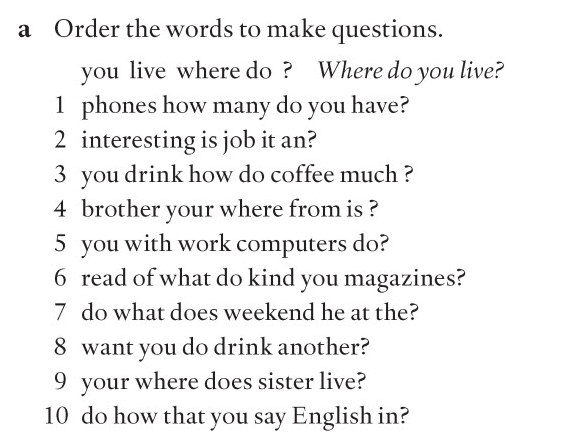 a Order the words to make questions.
you live where do ? Where do you live?
1 phones how many do you have?
2 interesting is job it an?
3 you drink how do coffee much ?
4 brother your where from is ?
5 you with work computers do?
6 read of what do kind you magazines?
7 do what does weekend he at the?
8 want you do drink another?
9 your where does sister live?
10 do how that you say English in?